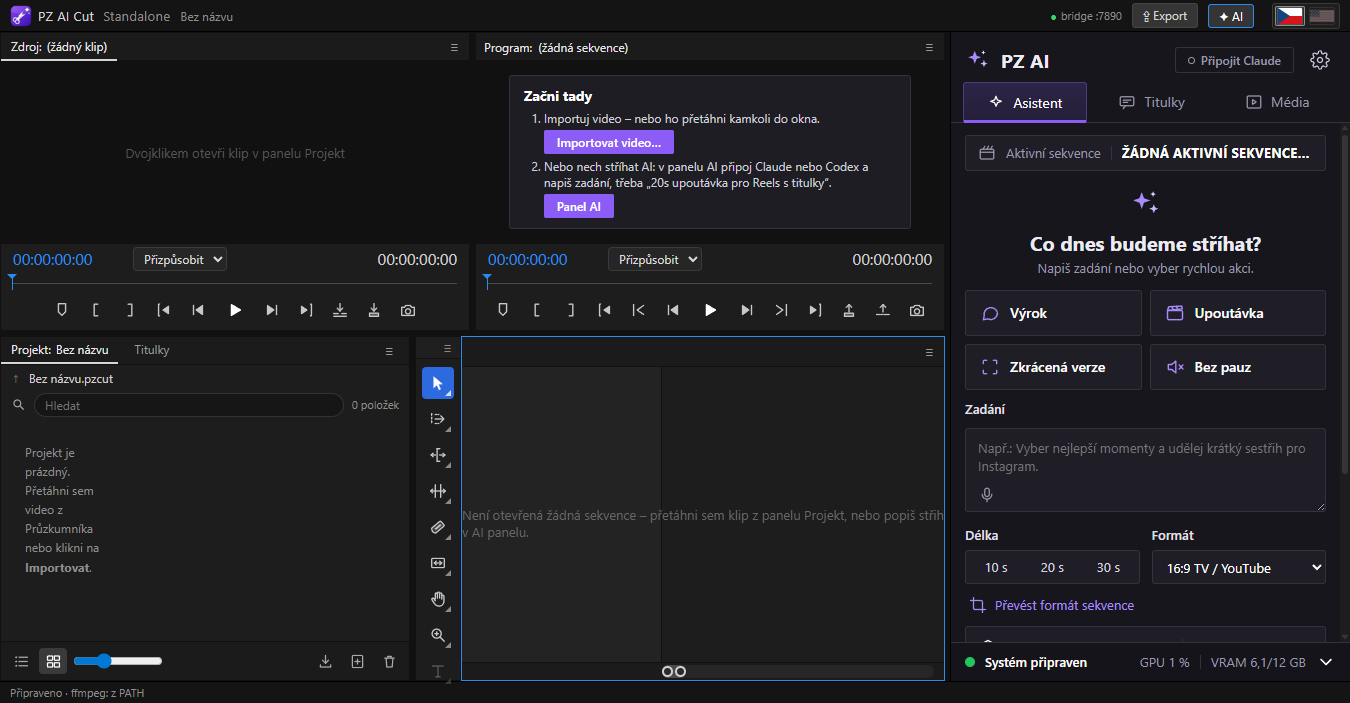 PZ AI Cut Standalone Bez názvu
bridge :7890
Export
AI
Zdroj: (žádný klip)
Dvojklikem otevři klip v panelu Projekt
00:00:00:00
Přizpůsobit
00:00:00:00
Program: (žádná sekvence)
Začni tady
1. Importuj video – nebo ho přetáhni kamkoli do okna.
Importovat video...
2. Nebo nech stříhat AI: v panelu AI připoj Claude nebo Codex a
napiš zadání, třeba „20s upoutávka pro Reels s titulky“.
Panel AI
00:00:00:00
Přizpůsobit
00:00:00:00
Projekt: Bez názvu
Titulky
Bez názvu.pzcut
Hledat
0 položek
Projekt je
prázdný.
Přetáhni sem
video z
Průzkumníka
nebo klikni na
Importovat.
Není otevřená žádná sekvence – přetáhni sem klip z panelu Projekt, nebo popiš střih
v AI panelu.
PZ AI
Připojit Claude
Asistent
Titulky
Média
Aktivní sekvence
ŽÁDNÁ AKTIVNÍ SEKVENCE...
Co dnes budeme stříhat?
Napiš zadání nebo vyber rychlou akci.
Výrok
Upoutávka
Zkrácená verze
Bez pauz
Zadání
Např.: Vyber nejlepší momenty a udělej krátký sestřih pro
Instagram.
Délka
Formát
10 s
20 s
30 s
16:9 TV / YouTube
Převést formát sekvence
Systém připraven
GPU 1 %
VRAM 6,1/12 GB
Připraveno · ffmpeg: z PATH